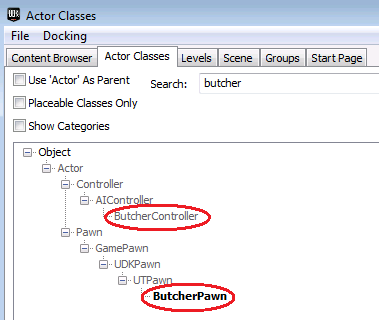 UDK Actor Classes
File Docking
Content Browser Actor Classes Levels Scene Groups Start Page
Use 'Actor' As Parent Search: butcher
Placeable Classes Only
Show Categories
Object
Actor
Controller
AIController
ButcherController
Pawn
GamePawn
UDKPawn
UTPawn
ButcherPawn